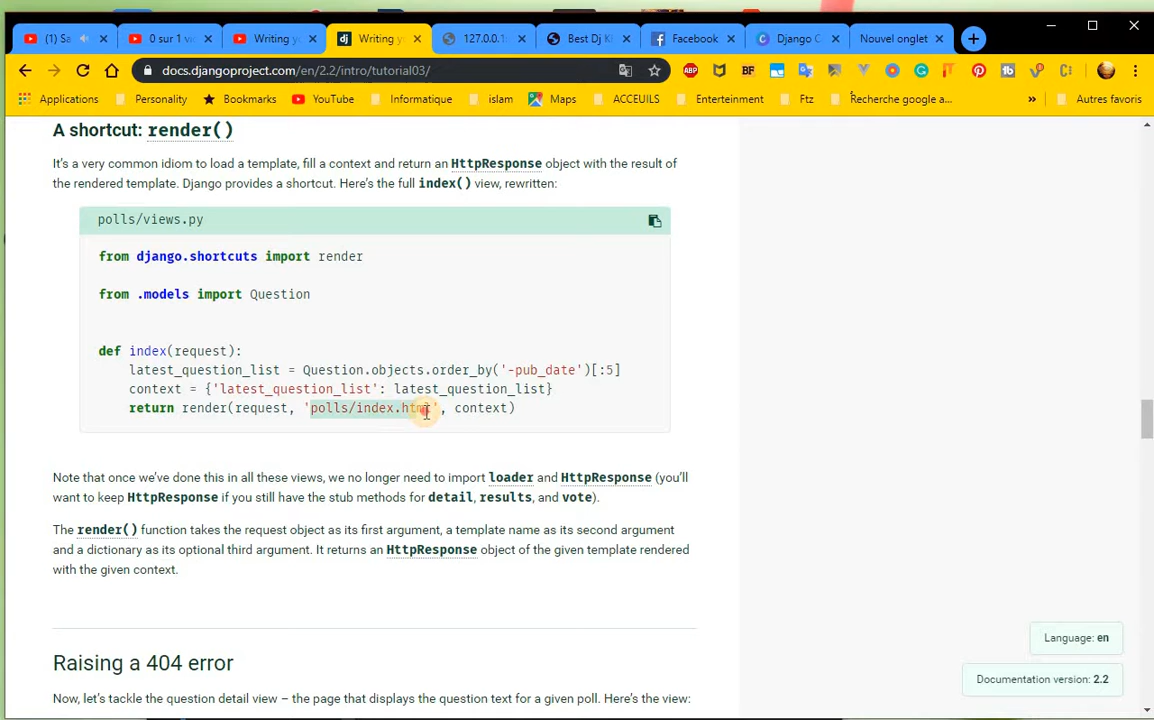 (1) Sa
0 sur 1 v
Writing y
Writing y
127.0.0.1:
Best Dj K
Facebook
Django C
Nouvel onglet
docs.djangoproject.com/en/2.2/intro/tutorial03/
Applications
Personality
Bookmarks
YouTube
Informatique
islam
Maps
ACCEUILS
Enterteinment
Ftz
Recherche google a...
»
Autres favoris
A shortcut: render()
It's a very common idiom to load a template, fill a context and return an HttpResponse object with the result of
the rendered template. Django provides a shortcut. Here's the full index() view, rewritten:
polls/views.py
from django.shortcuts import render
from .models import Question
def index(request):
latest_question_list = Question.objects.order_by('-pub_date')[:5]
context = {'latest_question_list': latest_question_list}
return render(request, 'polls/index.html', context)
Note that once we've done this in all these views, we no longer need to import loader and HttpResponse (you'll
want to keep HttpResponse if you still have the stub methods for detail, results, and vote).
The render() function takes the request object as its first argument, a template name as its second argument
and a dictionary as its optional third argument. It returns an HttpResponse object of the given template rendered
with the given context.
Raising a 404 error
Now, let's tackle the question detail view – the page that displays the question text for a given poll. Here's the view:
Language: en
Documentation version: 2.2